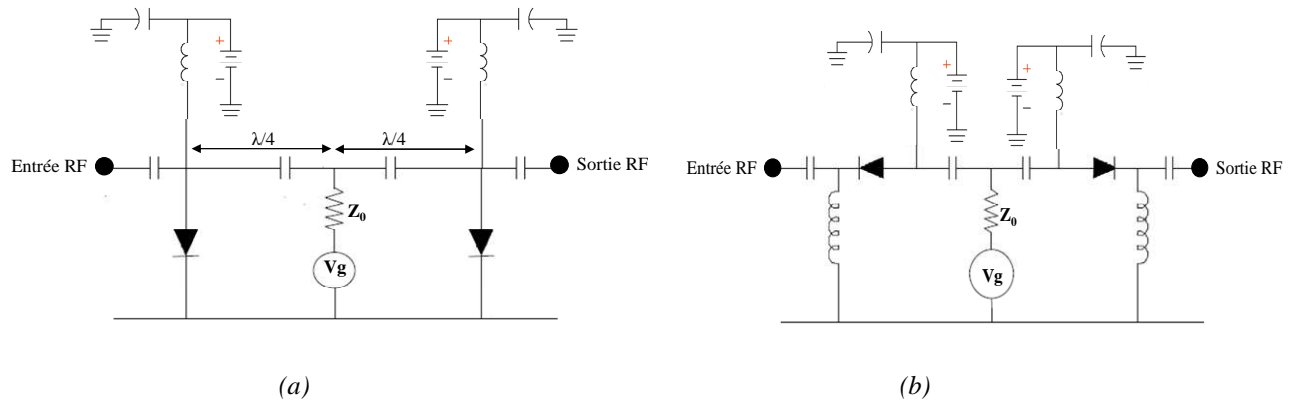 +
−
+
−
λ/4
λ/4
Entrée RF
Sortie RF
Z0
Vg
(a)
+
−
+
−
Entrée RF
Sortie RF
Z0
Vg
(b)